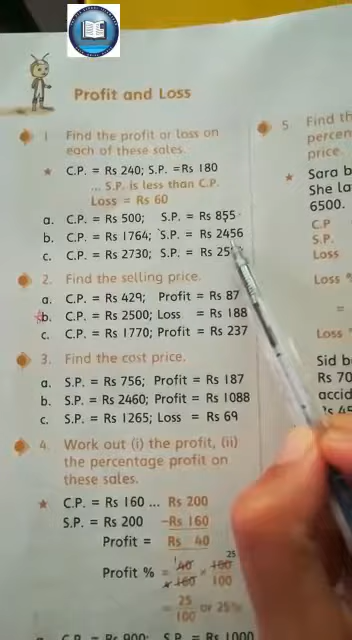 Profit and Loss
1 Find the profit or loss on
each of these sales.
★ C.P. = Rs 240; S.P. =Rs 180
... S.P. is less than C.P.
Loss = Rs 60
a. C.P. = Rs 500; S.P. = Rs 855
b. C.P. = Rs 1764; S.P. = Rs 2456
c. C.P. = Rs 2730; S.P. = Rs
2. Find the selling price.
a. C.P. = Rs 429; Profit = Rs 87
b. C.P. = Rs 2500; Loss = Rs 188
c. C.P. = Rs 1770; Profit = Rs 237
3. Find the cost price.
a. S.P. = Rs 756; Profit = Rs 187
b. S.P. = Rs 2460; Profit = Rs 1088
c. S.P. = Rs 1265; Loss = Rs 69
4. Work out (i) the profit, (ii)
the percentage profit on
these sales.
★ C.P. = Rs 160 ... Rs 200
S.P. = Rs 200 -Rs 160
Profit = Rs 40
Profit % = 40/160 × 100/100 25
= 25/100 or 25%
C.P. = Rs 900; S.P. = Rs 1000
5. Find th
percen
price.
★ Sara b
She la
6500.
C.P
S.P.
Loss
Loss %
=
Loss
Sid b
Rs 70
accid
Rs 45